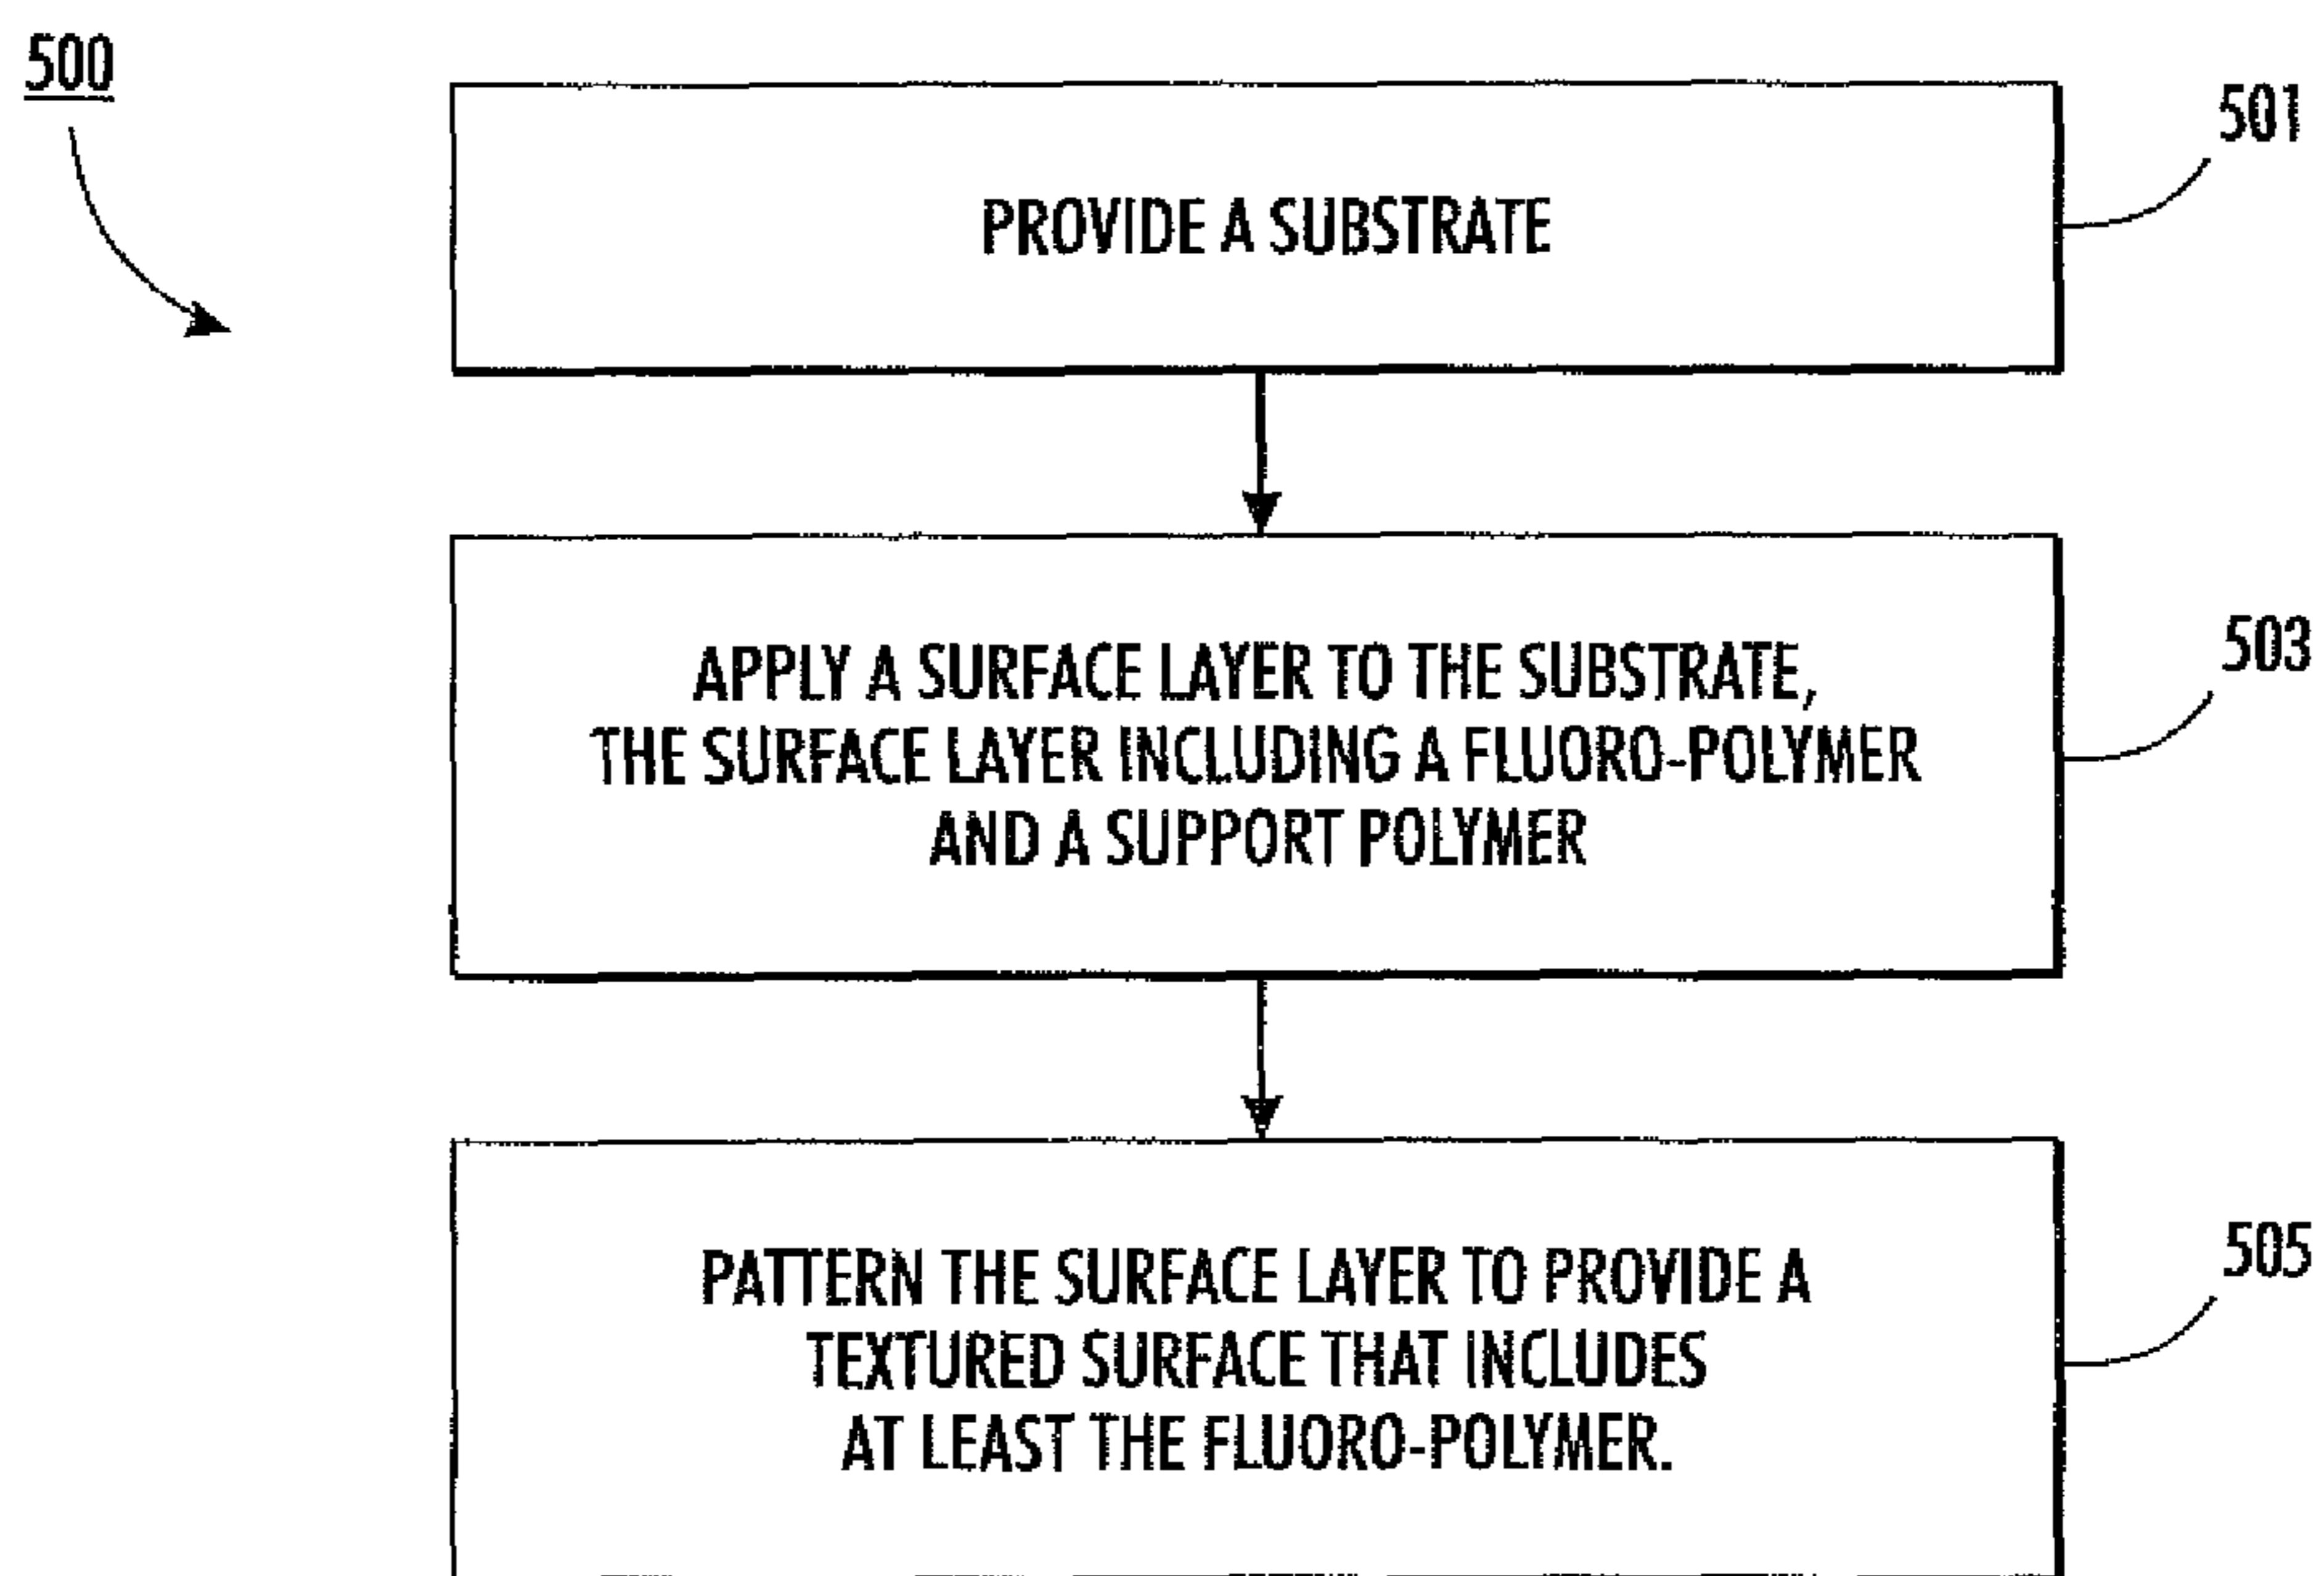 500
501
PROVIDE A SUBSTRATE
503
APPLY A SURFACE LAYER TO THE SUBSTRATE,
THE SURFACE LAYER INCLUDING A FLUORO-POLYMER
AND A SUPPORT POLYMER
505
PATTERN THE SURFACE LAYER TO PROVIDE A
TEXTURED SURFACE THAT INCLUDES
AT LEAST THE FLUORO-POLYMER.